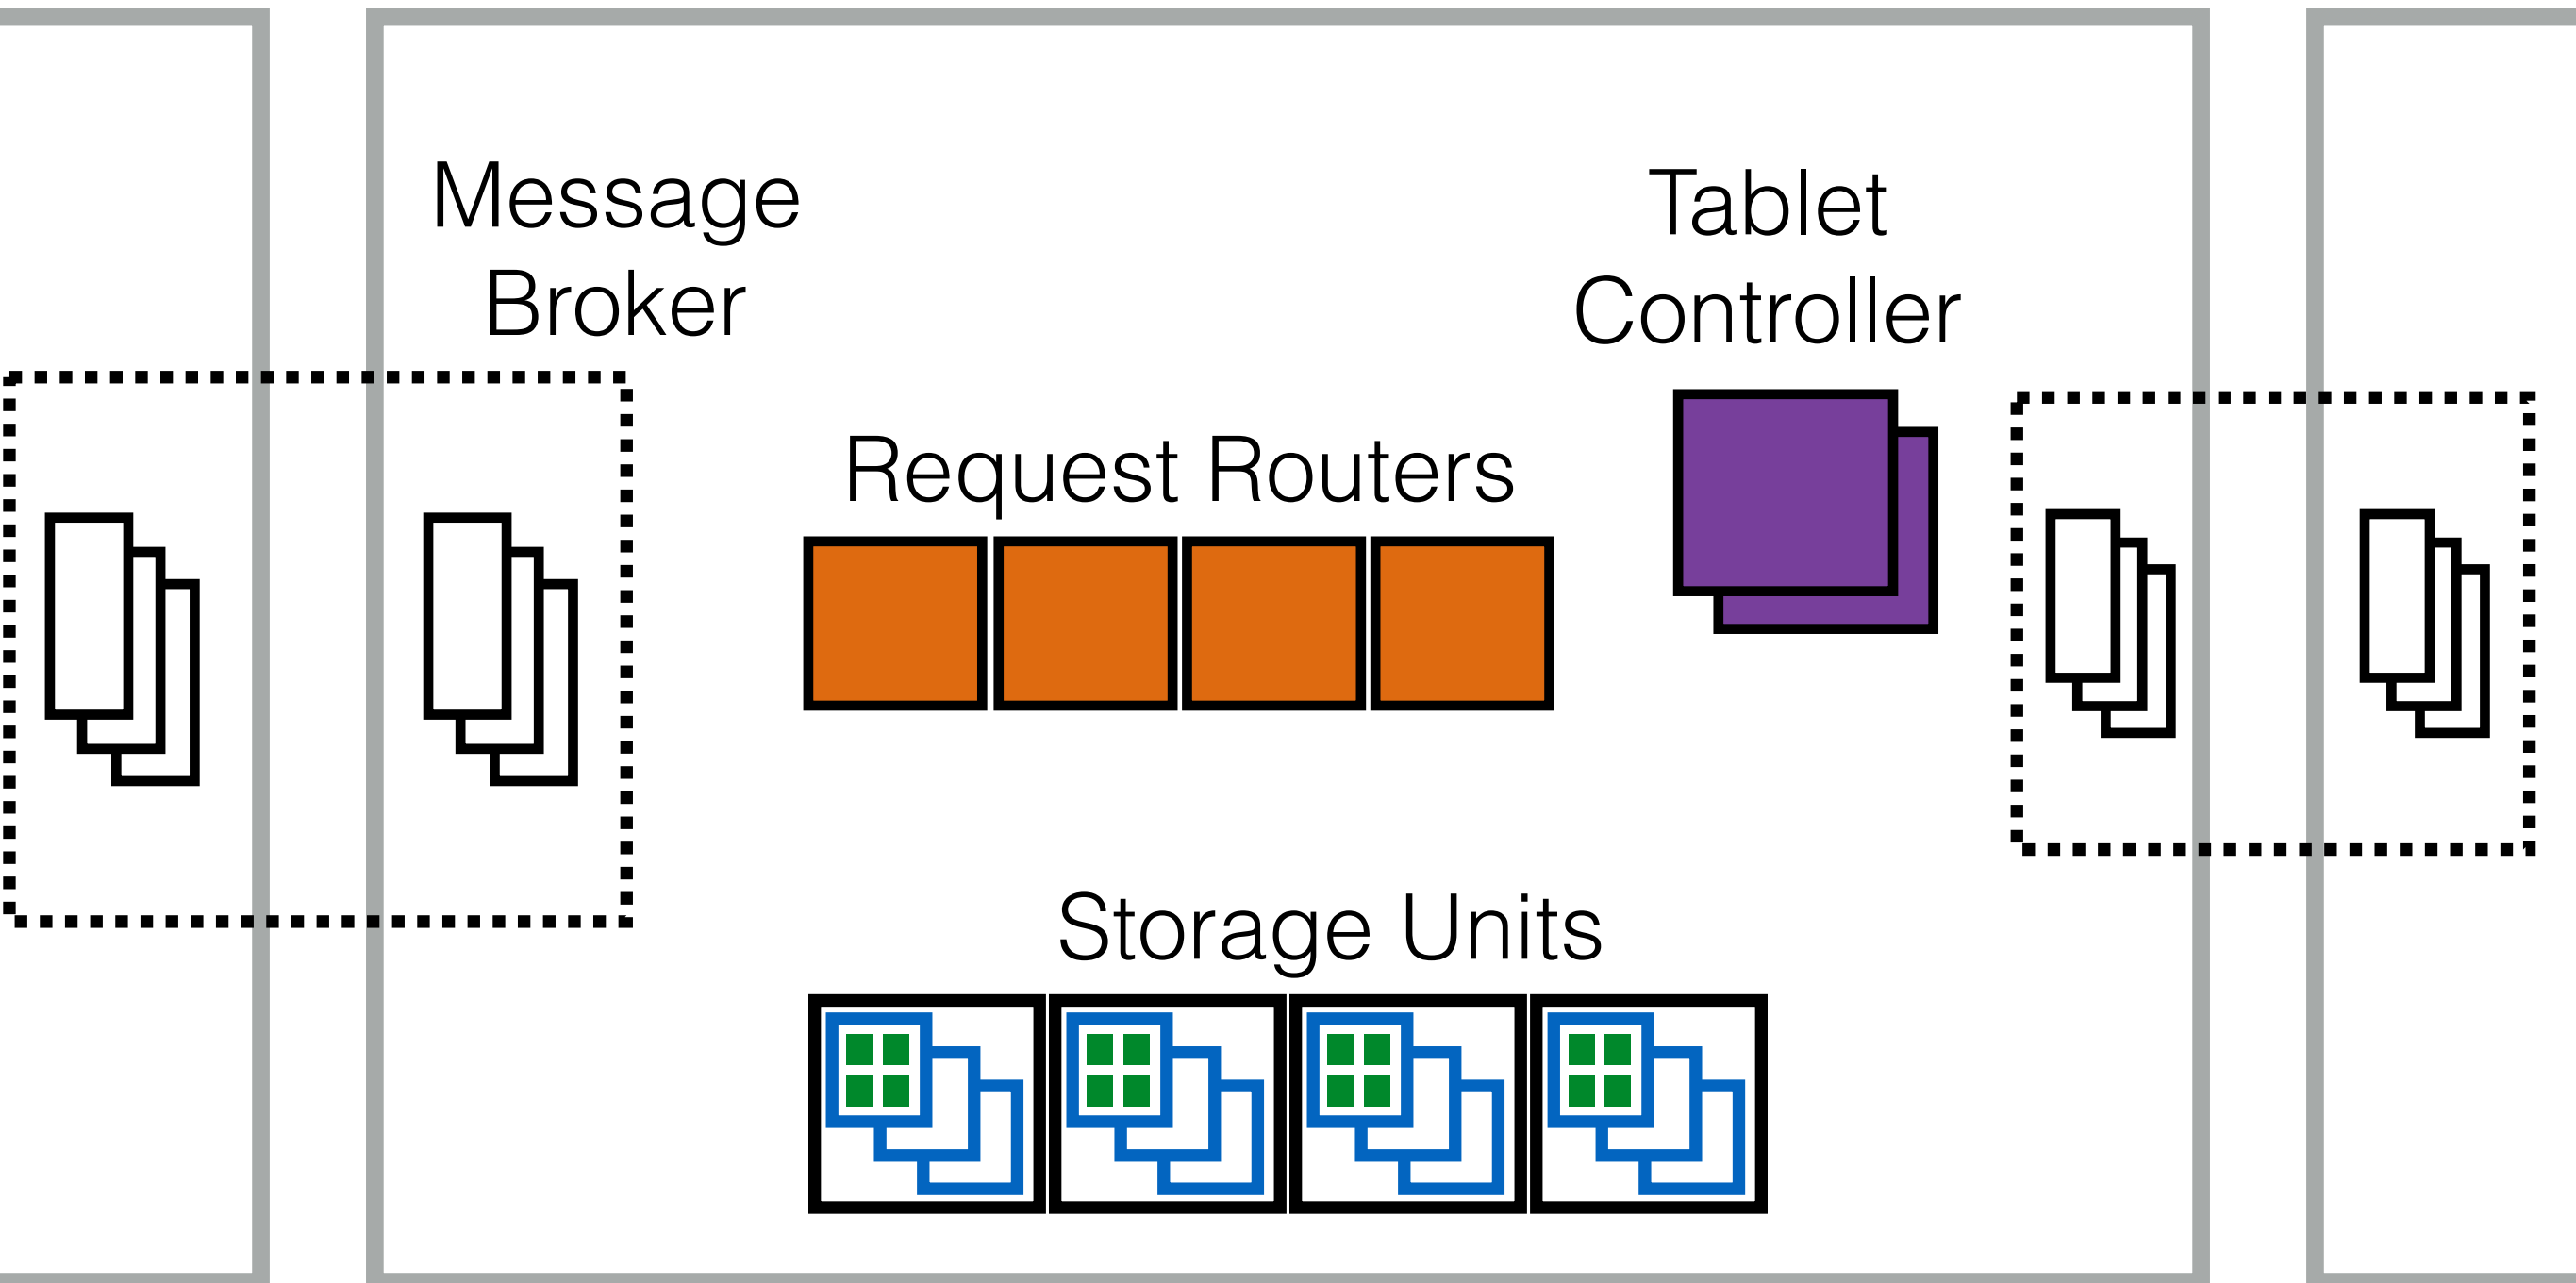 Message
Broker
Tablet
Controller
Request Routers
Storage Units